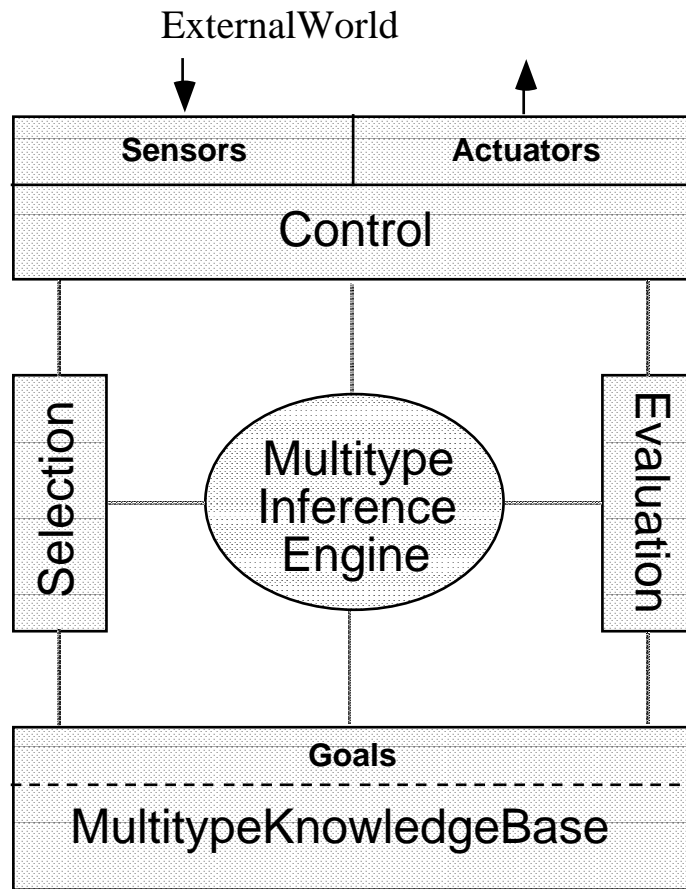 ExternalWorld
Sensors
Actuators
Control
Selection
Multitype
Inference
Engine
Evaluation
Goals
MultitypeKnowledgeBase